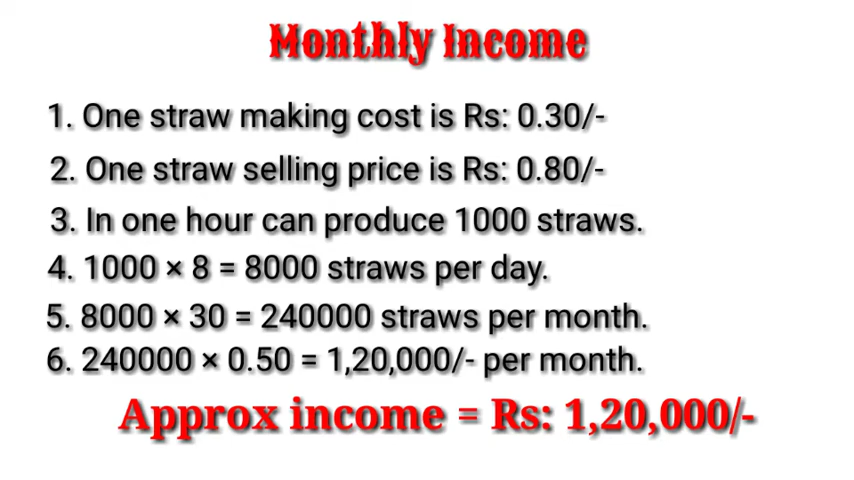 Monthly Income
1. One straw making cost is Rs: 0.30/-
2. One straw selling price is Rs: 0.80/-
3. In one hour can produce 1000 straws.
4. 1000 × 8 = 8000 straws per day.
5. 8000 × 30 = 240000 straws per month.
6. 240000 × 0.50 = 1,20,000/- per month.
Approx income = Rs: 1,20,000/-